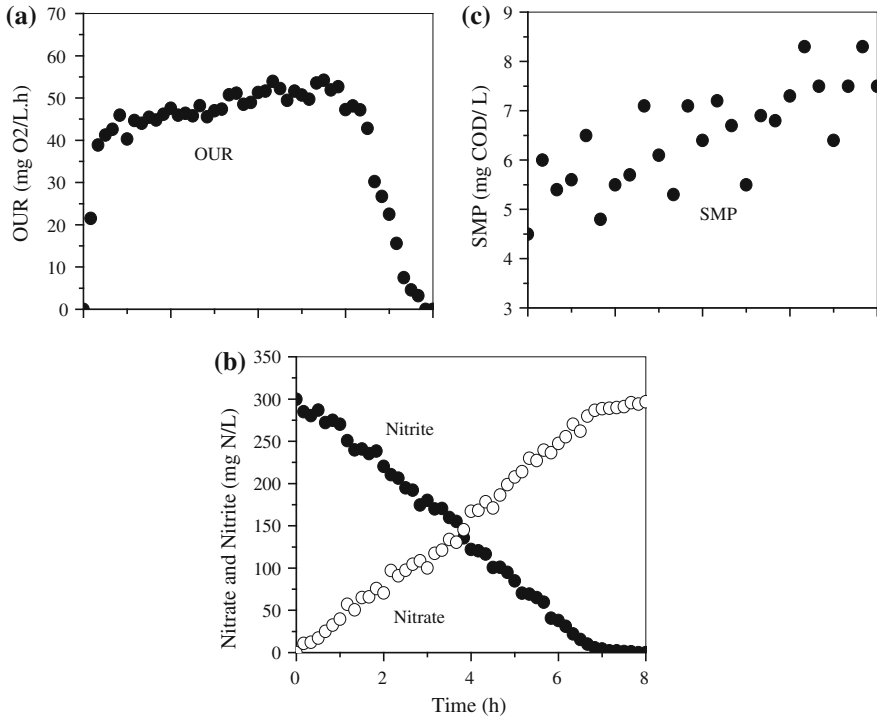 (a)
70
60
50
40
30
20
10
0
OUR (mg O2/L.h)
OUR
(c)
9
8
7
6
5
4
3
SMP (mg COD/ L)
SMP
(b)
350
300
250
200
150
100
50
0
Nitrate and Nitrite (mg N/L)
Nitrite
Nitrate
0 2 4 6 8
Time (h)